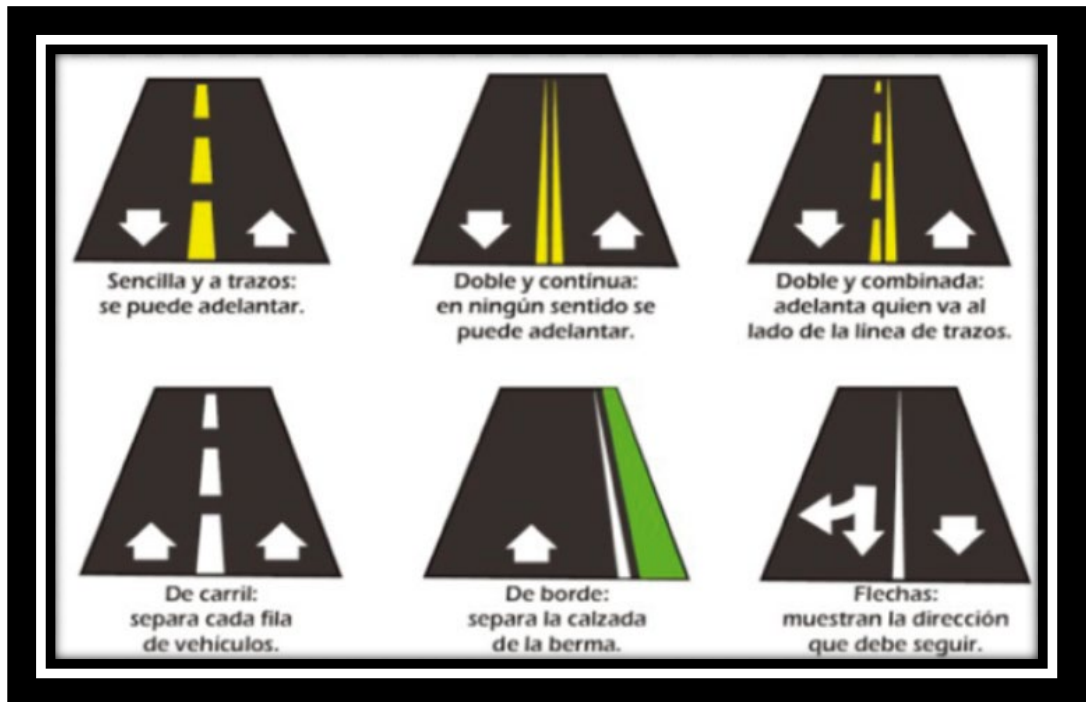 Sencilla y a trazos:
se puede adelantar.
Doble y contínua:
en ningún sentido se
puede adelantar.
Doble y combinada:
adelanta quien va al
lado de la línea de trazos.
De carril:
separa cada fila
de vehículos.
De borde:
separa la calzada
de la berma.
Flechas:
muestran la dirección
que debe seguir.